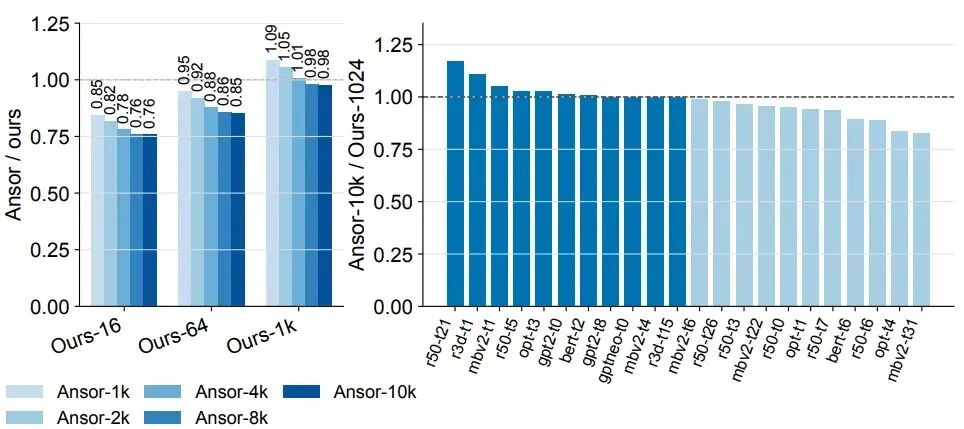 Ansor / ours
1.25
1.00
0.75
0.50
0.25
0.00
0.85
0.82
0.78
0.76
0.76
0.95
0.92
0.88
0.86
0.85
1.09
1.05
1.01
0.98
0.98
Ours-16
Ours-64
Ours-1k
Ansor-1k
Ansor-4k
Ansor-10k
Ansor-2k
Ansor-8k
Ansor-10k / Ours-1024
1.25
1.00
0.75
0.50
0.25
0.00
r50-t21
r3d-t1
mbv2-t1
r50-t5
opt-t3
gpt2-t0
bert-t2
gpt2-t8
gptneo-t0
mbv2-t4
r3d-t15
mbv2-t6
r50-t26
r50-t3
mbv2-t22
r50-t0
opt-t1
r50-t7
bert-t6
r50-t6
opt-t4
mbv2-t31